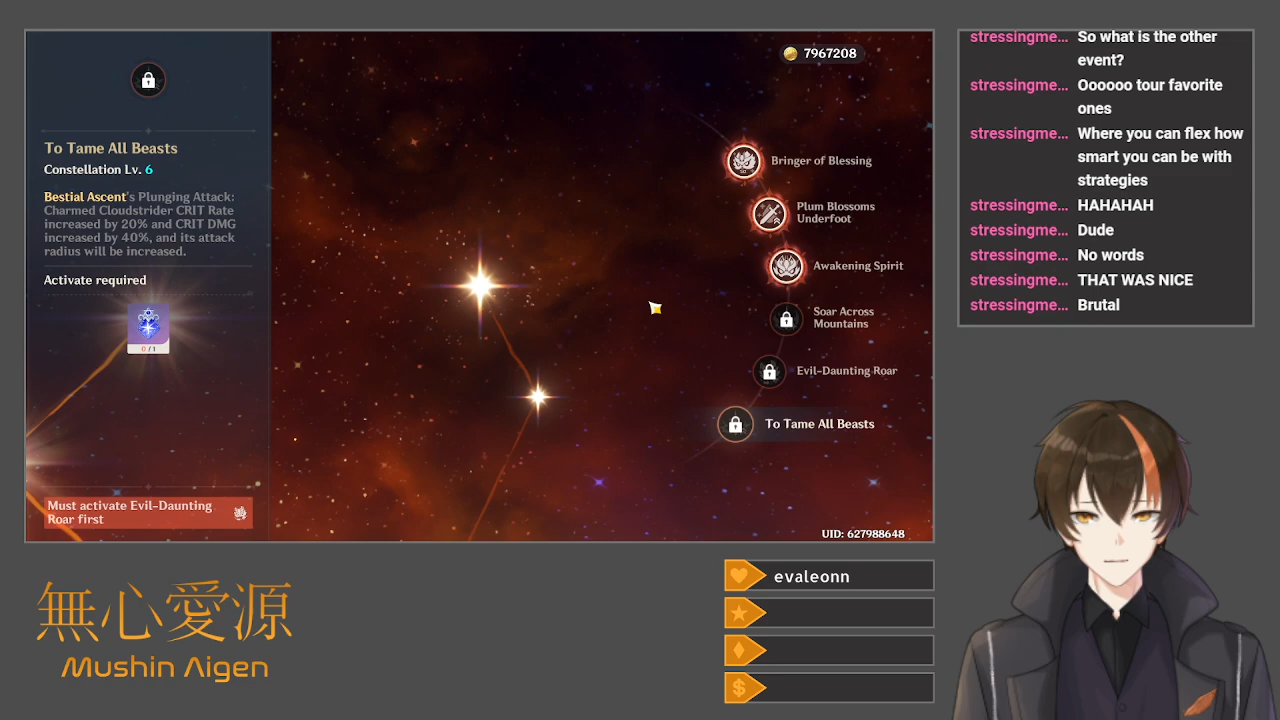 To Tame All Beasts
Constellation Lv. 6
Bestial Ascent's Plunging Attack:
Charmed Cloudstrider CRIT Rate
increased by 20% and CRIT DMG
increased by 40%, and its attack
radius will be increased.
Activate required
0 / 1
Must activate Evil-Daunting
Roar first
7967208
Bringer of Blessing
Plum Blossoms
Underfoot
Awakening Spirit
Soar Across
Mountains
Evil-Daunting Roar
To Tame All Beasts
UID: 627988648
stressingme... So what is the other
event?
stressingme... Oooooo tour favorite
ones
stressingme... Where you can flex how
smart you can be with
strategies
stressingme... HAHAHAH
stressingme... Dude
stressingme... No words
stressingme... THAT WAS NICE
stressingme... Brutal
無心愛源
Mushin Aigen
evaleonn
$